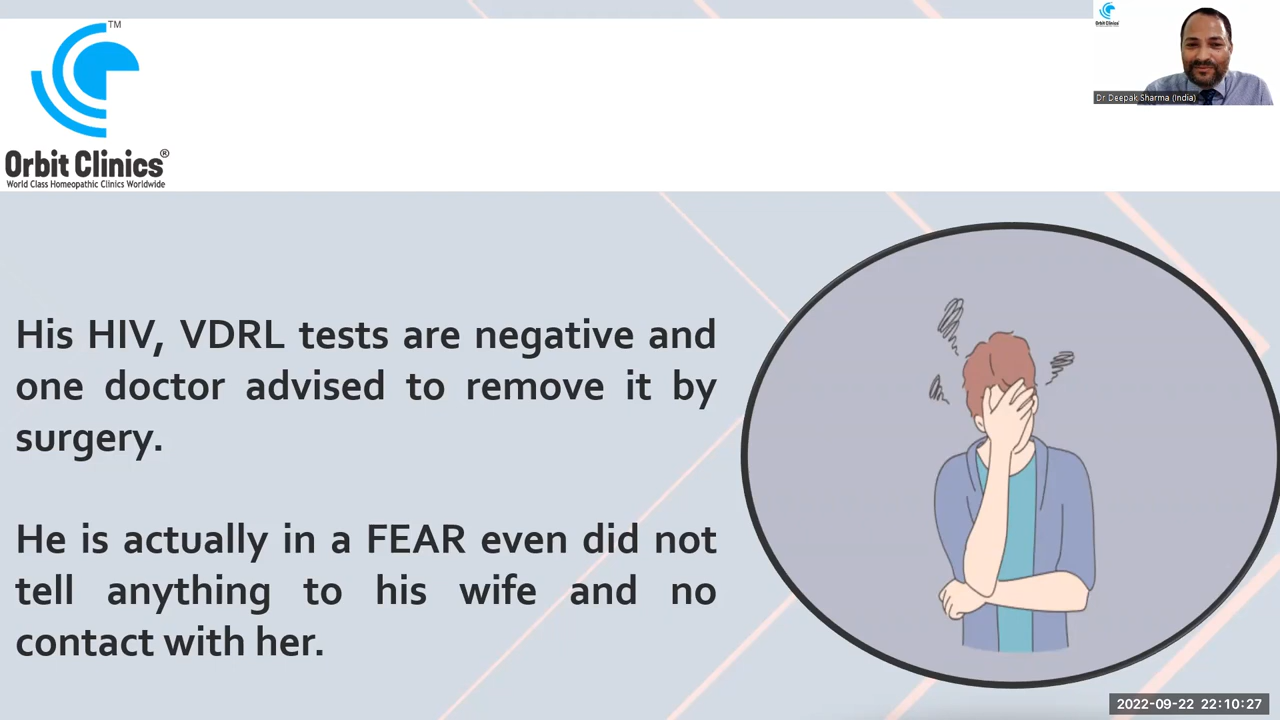 TM
Orbit Clinics®
World Class Homeopathic Clinics Worldwide
Orbit Clinics
Dr Deepak Sharma (India)
His HIV, VDRL tests are negative and
one doctor advised to remove it by
surgery.
He is actually in a FEAR even did not
tell anything to his wife and no
contact with her.
2022-09-22 22:10:27